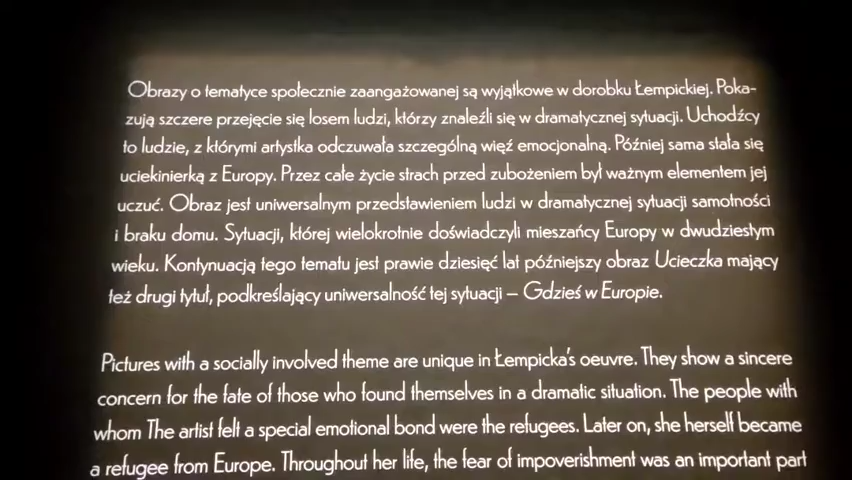 Obrazy o tematyce społecznie zaangażowanej są wyjątkowe w dorobku Łempickiej. Poka-
zują szczere przejęcie się losem ludzi, którzy znaleźli się w dramatycznej sytuacji. Uchodźcy
to ludzie, z którymi artystka odczuwała szczególną więź emocjonalną. Później sama stała się
uciekinierką z Europy. Przez całe życie strach przed zubożeniem był ważnym elementem jej
uczuć. Obraz jest uniwersalnym przedstawieniem ludzi w dramatycznej sytuacji samotności
i braku domu. Sytuacji, której wielokrotnie doświadczyli mieszańcy Europy w dwudziestym
wieku. Kontynuacją tego tematu jest prawie dziesięć lat późniejszy obraz Ucieczka mający
też drugi tytuł, podkreślający uniwersalność tej sytuacji – Gdzieś w Europie.
Pictures with a socially involved theme are unique in Łempicka's oeuvre. They show a sincere
concern for the fate of those who found themselves in a dramatic situation. The people with
whom The artist felt a special emotional bond were the refugees. Later on, she herself became
a refugee from Europe. Throughout her life, the fear of impoverishment was an important part